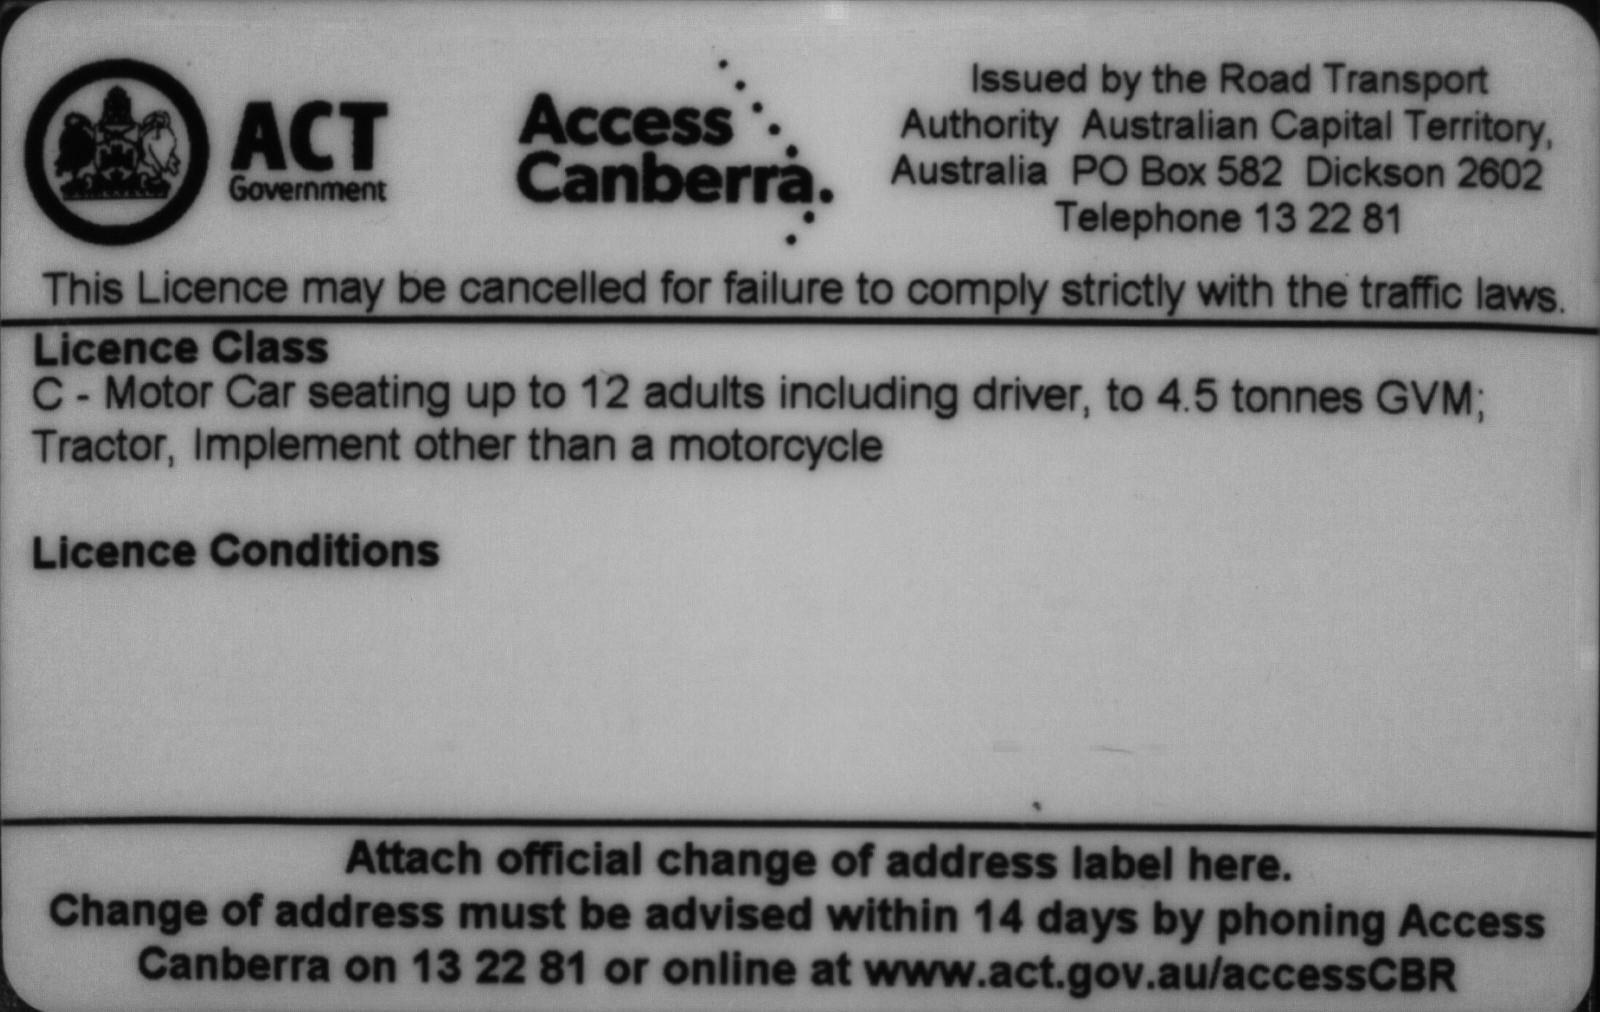 ACT
Government
Access
Canberra.
Issued by the Road Transport
Authority Australian Capital Territory,
Australia PO Box 582 Dickson 2602
Telephone 13 22 81
This Licence may be cancelled for failure to comply strictly with the traffic laws.
Licence Class
C - Motor Car seating up to 12 adults including driver, to 4.5 tonnes GVM;
Tractor, Implement other than a motorcycle
Licence Conditions
Attach official change of address label here.
Change of address must be advised within 14 days by phoning Access
Canberra on 13 22 81 or online at www.act.gov.au/accessCBR